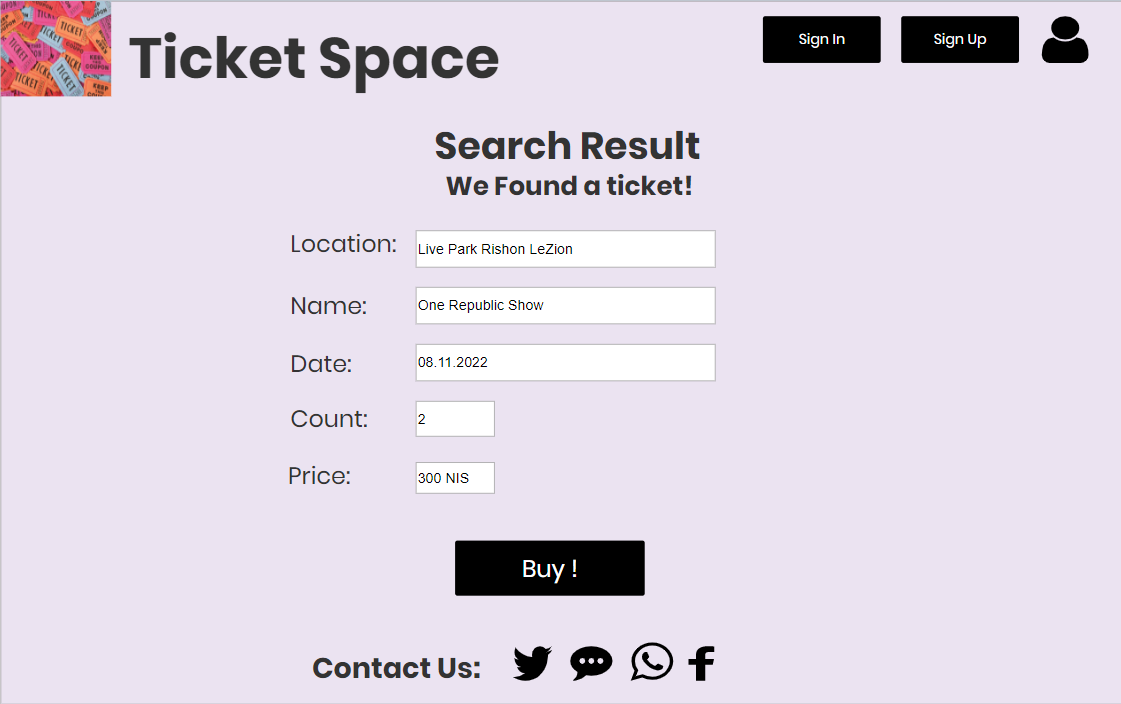 Ticket Space
Sign In
Sign Up
Search Result
We Found a ticket!
Location: Live Park Rishon LeZion
Name: One Republic Show
Date: 08.11.2022
Count: 2
Price: 300 NIS
Buy !
Contact Us: